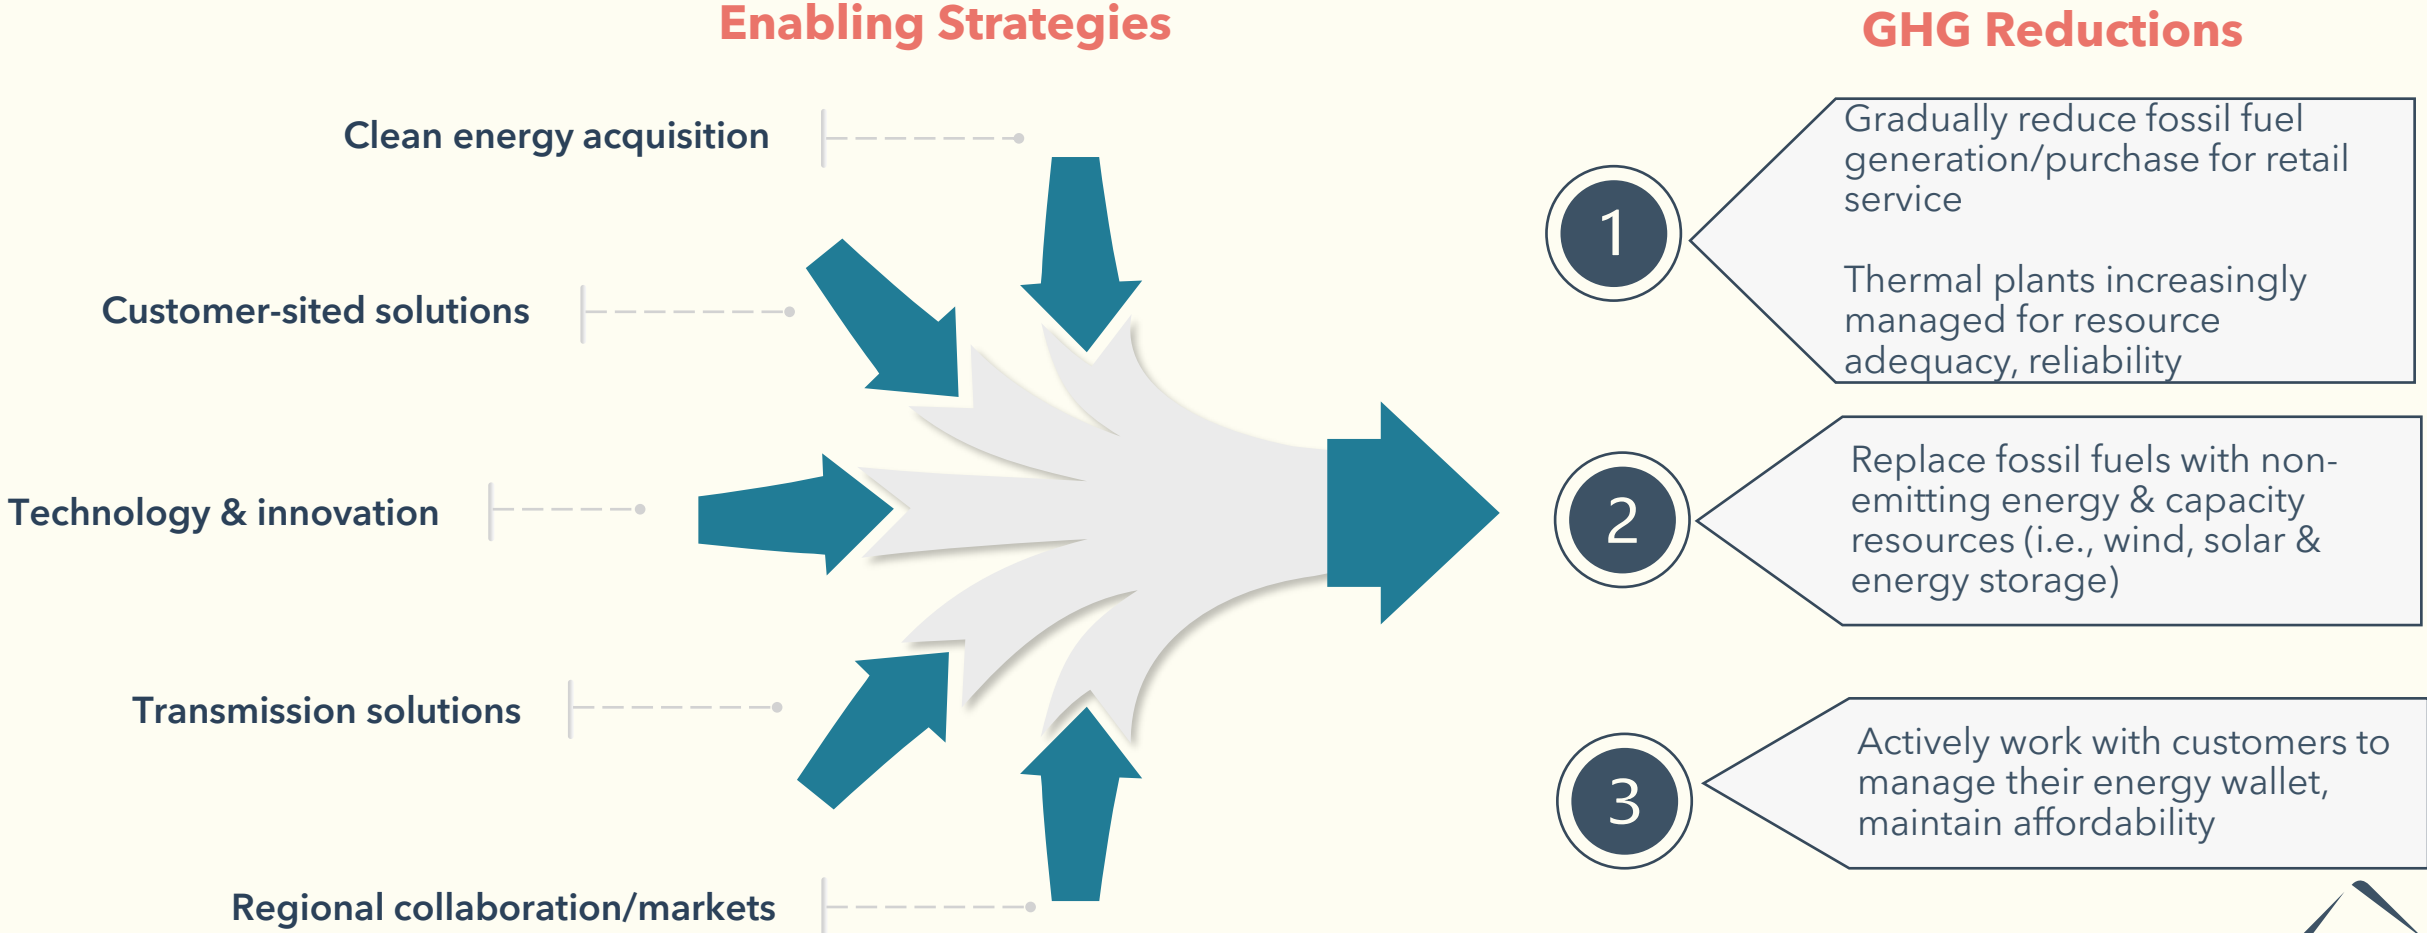 Enabling Strategies
Clean energy acquisition
Customer-sited solutions
Technology & innovation
Transmission solutions
Regional collaboration/markets
GHG Reductions
1
Gradually reduce fossil fuel
generation/purchase for retail
service
Thermal plants increasingly
managed for resource
adequacy, reliability
2
Replace fossil fuels with non-
emitting energy & capacity
resources (i.e., wind, solar &
energy storage)
3
Actively work with customers to
manage their energy wallet,
maintain affordability